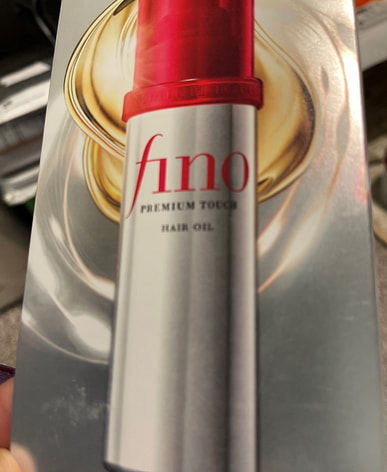 fino
PREMIUM TOUCH
HAIR OIL